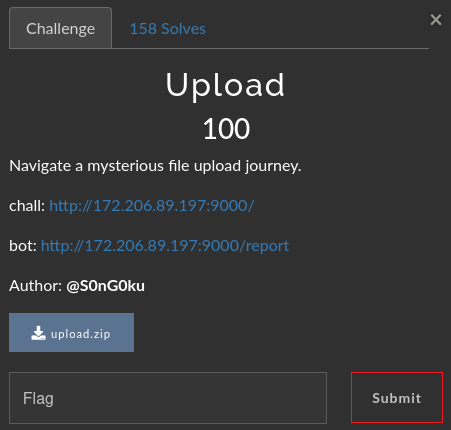 Challenge 158 Solves ×
Upload
100
Navigate a mysterious file upload journey.
chall: http://172.206.89.197:9000/
bot: http://172.206.89.197:9000/report
Author: @S0nG0ku
upload.zip
Flag Submit